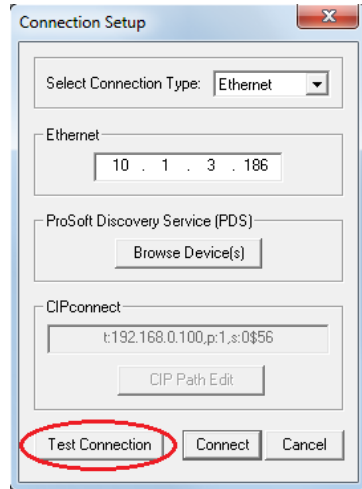 Connection Setup
x
Select Connection Type: Ethernet
Ethernet
10 . 1 . 3 . 186
ProSoft Discovery Service (PDS)
Browse Device(s)
CIPconnect
t:192.168.0.100,p:1,s:0$56
CIP Path Edit
Test Connection Connect Cancel